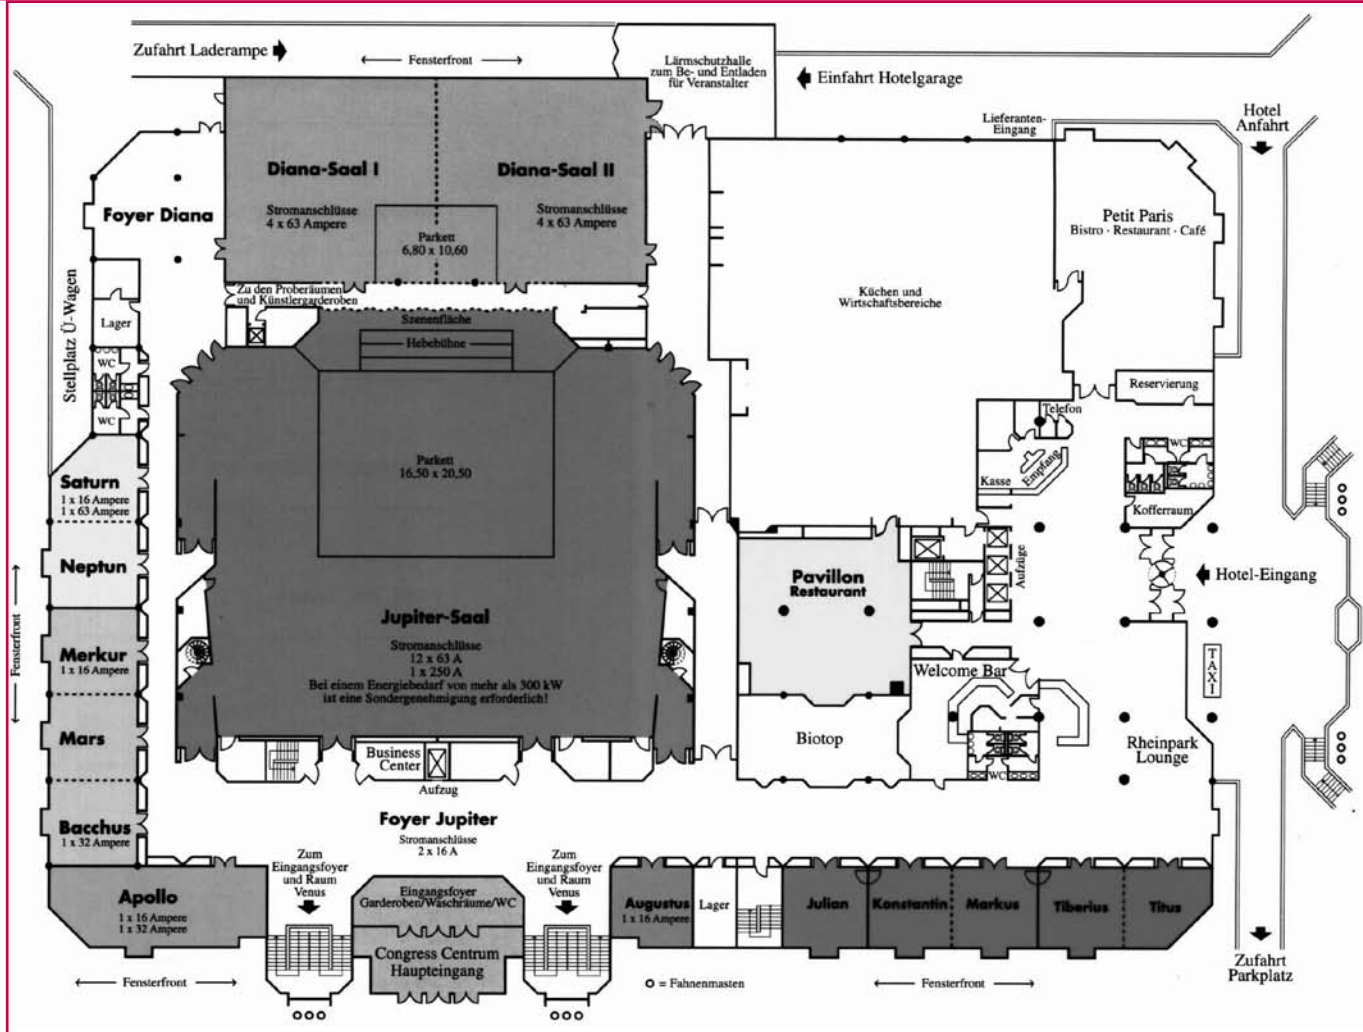 Zufahrt Laderampe
Fensterfront
Lärmschutzhalle
zum Be- und Entladen
für Veranstalter
Einfahrt Hotelgarage
Lieferanten-
Eingang
Hotel
Anfahrt
Diana-Saal I
Stromanschlüsse
4 x 63 Ampere
Diana-Saal II
Stromanschlüsse
4 x 63 Ampere
Parkett
6,80 x 10,60
Foyer Diana
Petit Paris
Bistro · Restaurant · Café
Küchen und
Wirtschaftsbereiche
Zu den Proberäumen
und Künstlergarderoben
Stellplatz Ü-Wagen
Lager
WC
WC
Szenenfläche
Hebebühne
Parkett
16,50 x 20,50
Reservierung
Telefon
Empfang
Kasse
WC
Kofferraum
Aufzüge
Hotel-Eingang
TAXI
Saturn
1 x 16 Ampere
1 x 63 Ampere
Neptun
Fensterfront
Merkur
1 x 16 Ampere
Mars
Bacchus
1 x 32 Ampere
Jupiter-Saal
Stromanschlüsse
12 x 63 A
1 x 250 A
Bei einem Energiebedarf von mehr als 300 kW
ist eine Sondergenehmigung erforderlich!
Pavillon
Restaurant
Welcome Bar
Biotop
WC
Rheinpark
Lounge
Business
Center
Aufzug
Foyer Jupiter
Stromanschlüsse
2 x 16 A
Zum
Eingangsfoyer
und Raum
Venus
Zum
Eingangsfoyer
und Raum
Venus
Apollo
1 x 16 Ampere
1 x 32 Ampere
Eingangsfoyer
Garderoben/Waschräume/WC
Congress Centrum
Haupteingang
Augustus
1 x 16 Ampere
Lager
Julian
Konstantin
Markus
Tiberius
Titus
Fensterfront
= Fahnenmasten
Fensterfront
Zufahrt
Parkplatz